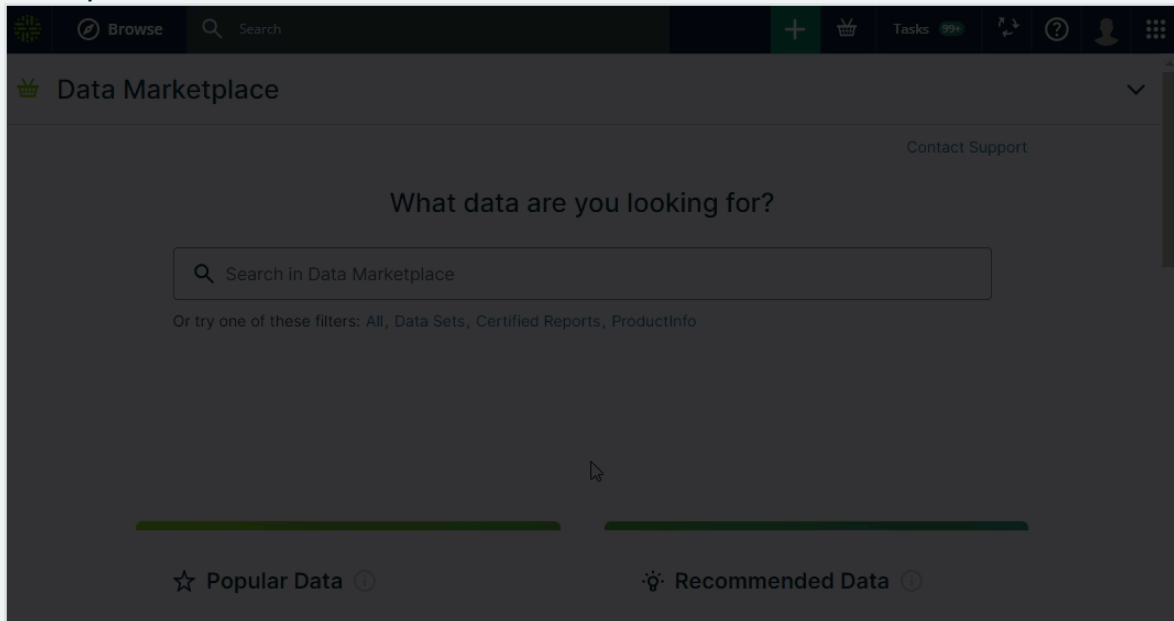 Browse Search Tasks 99+
Data Marketplace
Contact Support
What data are you looking for?
Search in Data Marketplace
Or try one of these filters: All, Data Sets, Certified Reports, ProductInfo
Popular Data Recommended Data